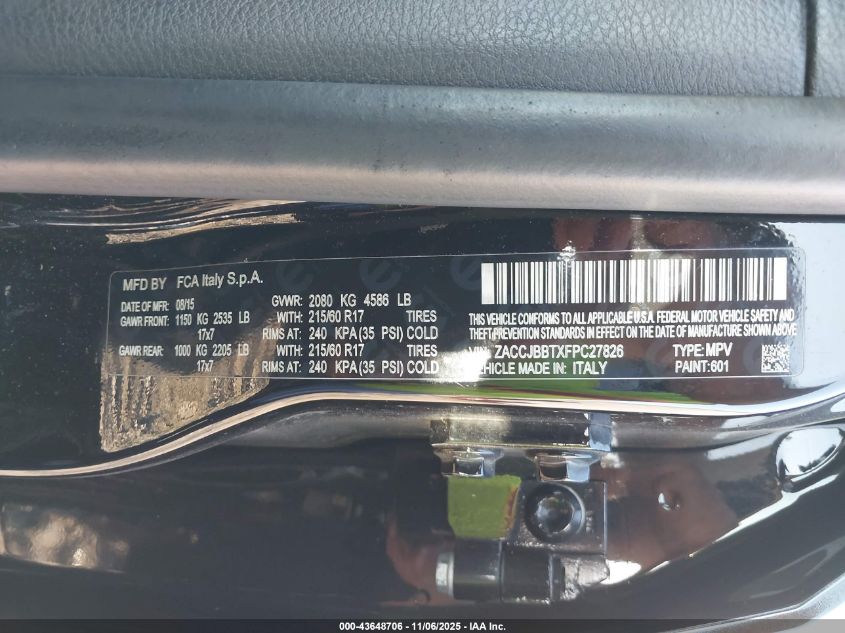 MFD BY FCA Italy S.p.A.
DATE OF MFR: 08/15 GVWR: 2080 KG 4586 LB
GAWR FRONT: 1150 KG 2535 LB WITH: 215/60 R17 TIRES
17x7 RIMS AT: 240 KPA(35 PSI) COLD
GAWR REAR: 1000 KG 2205 LB WITH: 215/60 R17 TIRES
17x7 RIMS AT: 240 KPA(35 PSI) COLD
THIS VEHICLE CONFORMS TO ALL APPLICABLE U.S.A. FEDERAL MOTOR VEHICLE SAFETY AND
THEFT PREVENTION STANDARDS IN EFFECT ON THE DATE OF MANUFACTURE SHOWN ABOVE.
VIN: ZACCJBBTXFPC27826 TYPE: MPV
VEHICLE MADE IN: ITALY PAINT: 601
000-43648706 - 11/06/2025 - IAA Inc.